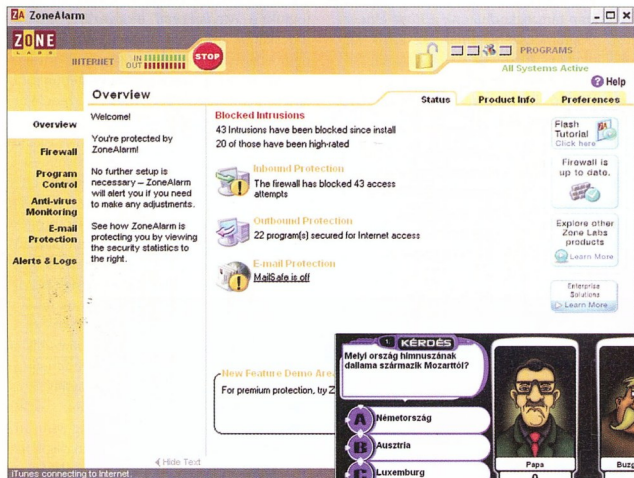 ZA ZoneAlarm
ZONE
LABS
INTERNET IN OUT STOP PROGRAMS
All Systems Active
Help
Overview
Status Product Info Preferences
Overview
Firewall
Program
Control
Anti-virus
Monitoring
E-mail
Protection
Alerts & Logs
Welcome!
You're protected by
ZoneAlarm!
No further setup is
necessary – ZoneAlarm
will alert you if you need
to make any adjustments.
See how ZoneAlarm is
protecting you by viewing
the security statistics to
the right.
Hide Text
Blocked Intrusions
43 Intrusions have been blocked since install
20 of those have been high-rated
Inbound Protection
The firewall has blocked 43 access
attempts
Outbound Protection
22 program(s) secured for Internet access
E-mail Protection
MailSafe is off
New Feature Demo Area
For premium protection, try Z
Flash
Tutorial
Click here
Firewall is
up to date.
Explore other
Zone Labs
products
Learn More
Enterprise
Solutions
Learn More
iTunes connecting to Internet.
1. KÉRDÉS
Melyi ország himnuszának
dallama származik Mozarttól?
A Németország
B Ausztria
C Luxemburg
Papa
0
Buzg